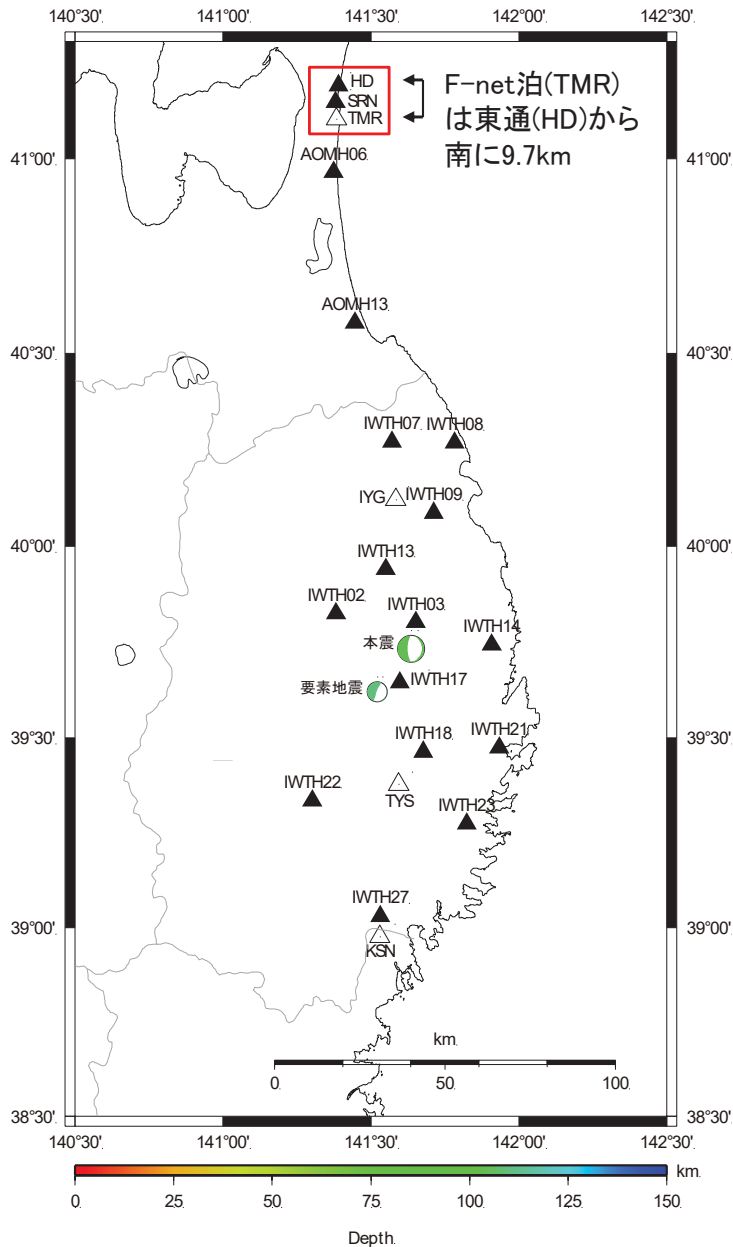 140°30'. 141°00'. 141°30'. 142°00'. 142°30'.
HD
SRN
TMR
F-net泊(TMR)
は東通(HD)から
南に9.7km
41°00'. 41°00'.
AOMH06.
AOMH13.
40°30'. 40°30'.
IWTH07. IWTH08.
IYG IWTH09.
40°00'. 40°00'.
IWTH13.
IWTH02. IWTH03.
IWTH14.
本震
要素地震 IWTH17
39°30'. 39°30'.
IWTH18. IWTH21.
IWTH22. TYS
IWTH23.
IWTH27.
39°00'. 39°00'.
KSN
km.
0. 50. 100.
38°30'. 38°30'.
140°30'. 141°00'. 141°30'. 142°00'. 142°30'.
km.
0. 25. 50. 75. 100. 125. 150.
Depth.